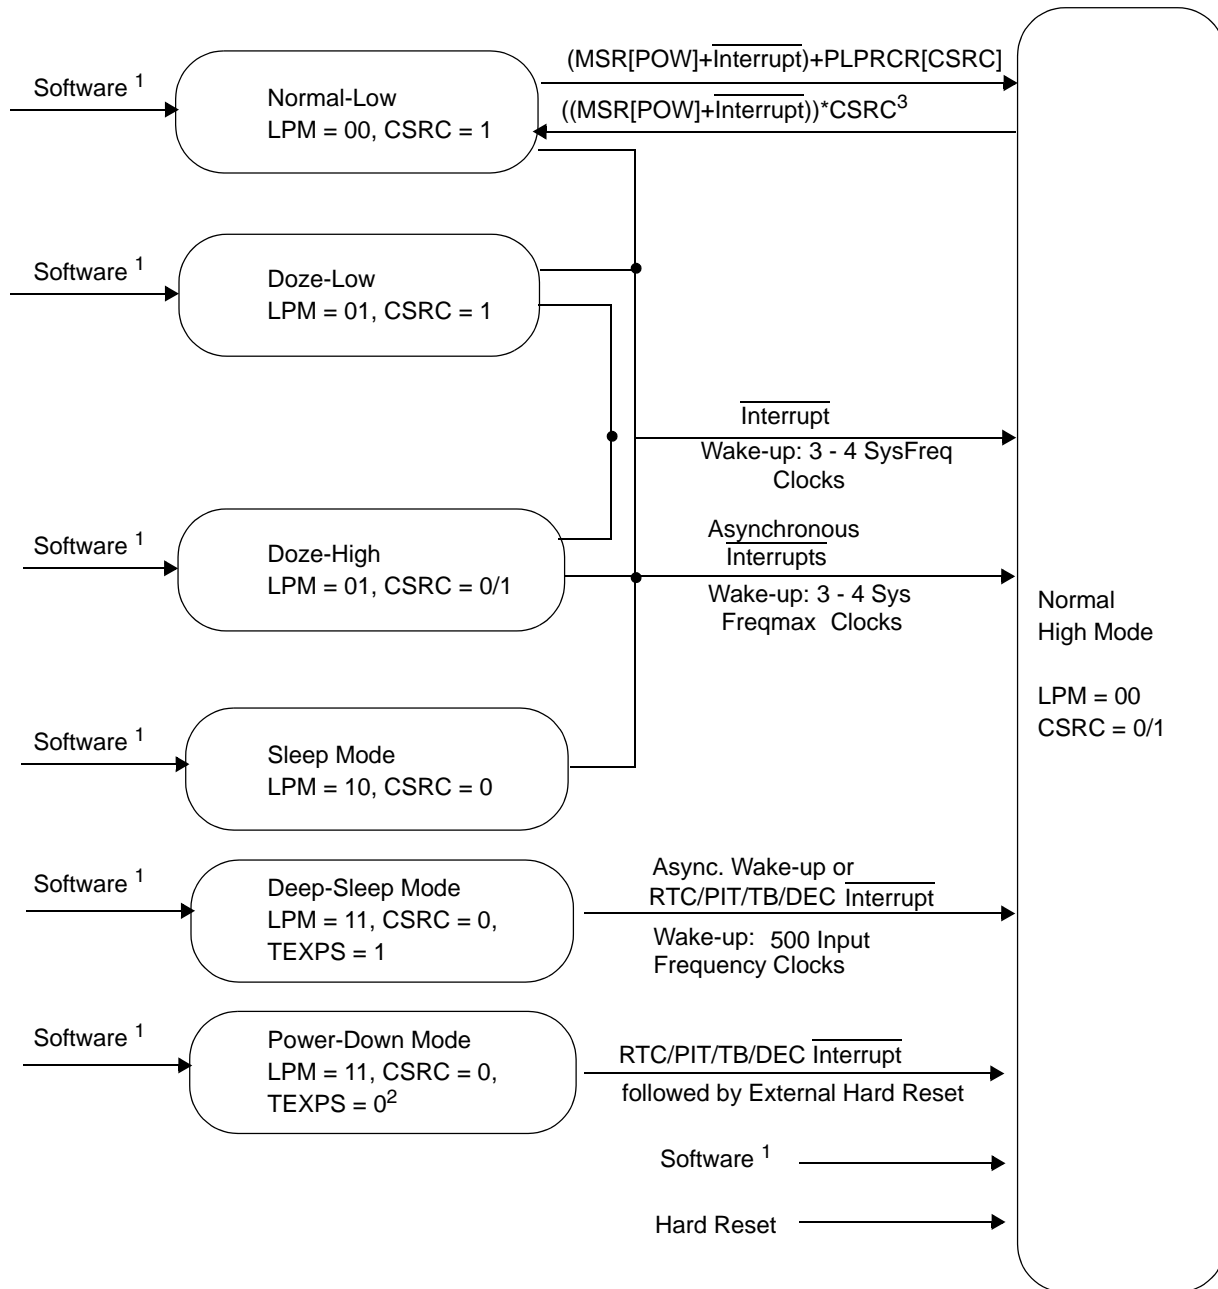 (MSR[POW]+Interrupt)+PLPRCR[CSRC]
Software 1
Normal-Low
LPM = 00, CSRC = 1
((MSR[POW]+Interrupt))*CSRC3
Software 1
Doze-Low
LPM = 01, CSRC = 1
Interrupt
Wake-up: 3 - 4 SysFreq
Clocks
Software 1
Doze-High
LPM = 01, CSRC = 0/1
Asynchronous
Interrupts
Wake-up: 3 - 4 Sys
Freqmax Clocks
Normal
High Mode
LPM = 00
CSRC = 0/1
Software 1
Sleep Mode
LPM = 10, CSRC = 0
Software 1
Deep-Sleep Mode
LPM = 11, CSRC = 0,
TEXPS = 1
Async. Wake-up or
RTC/PIT/TB/DEC Interrupt
Wake-up: 500 Input
Frequency Clocks
Software 1
Power-Down Mode
LPM = 11, CSRC = 0,
TEXPS = 02
RTC/PIT/TB/DEC Interrupt
followed by External Hard Reset
Software 1
Hard Reset